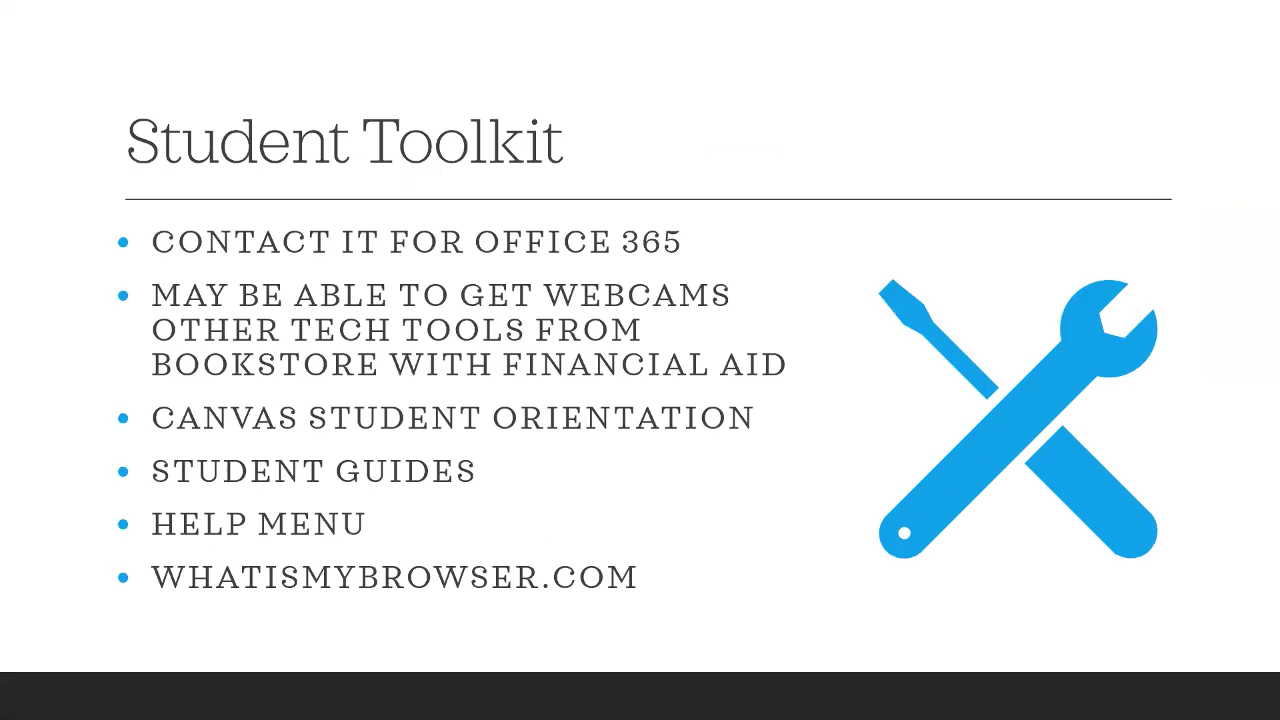 Student Toolkit
• CONTACT IT FOR OFFICE 365
• MAY BE ABLE TO GET WEBCAMS
OTHER TECH TOOLS FROM
BOOKSTORE WITH FINANCIAL AID
• CANVAS STUDENT ORIENTATION
• STUDENT GUIDES
• HELP MENU
• WHATISMYBROWSER.COM